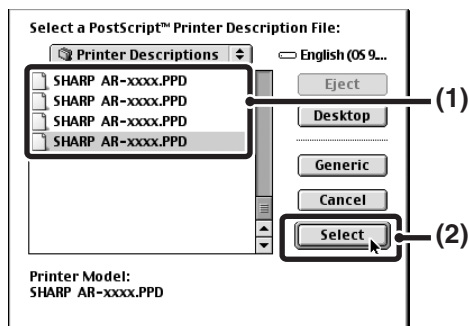 Select a PostScript™ Printer Description File:
Printer Descriptions
English (OS 9....
SHARP AR-xxxx.PPD
SHARP AR-xxxx.PPD
SHARP AR-xxxx.PPD
SHARP AR-xxxx.PPD
Eject
(1)
Desktop
Generic
Cancel
Select
(2)
Printer Model:
SHARP AR-xxxx.PPD